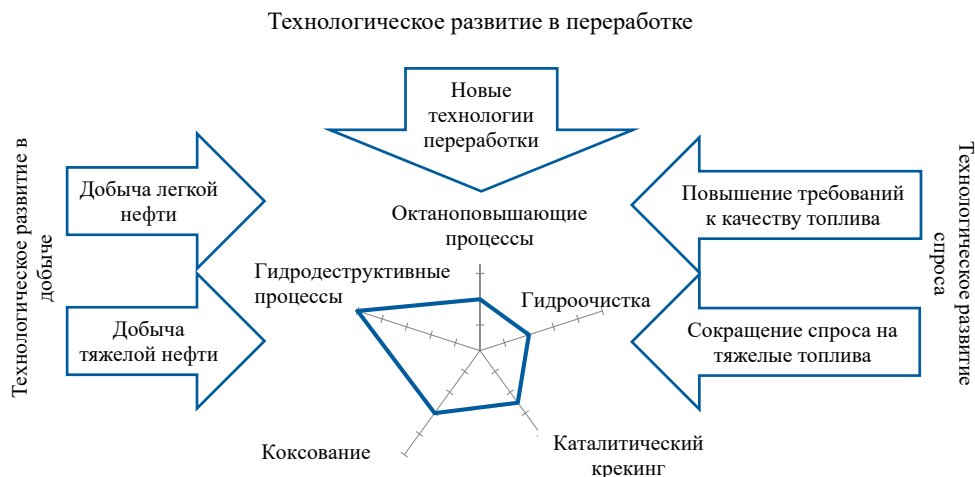 Технологическое развитие в переработке
Новые
технологии
переработки
Технологическое развитие в
добыче
Добыча легкой
нефти
Добыча
тяжелой нефти
Октаноповышающие
процессы
Гидродеструктивные
процессы
Гидроочистка
Коксование
Каталитический
крекинг
Повышение требований
к качеству топлива
Сокращение спроса на
тяжелые топлива
Технологическое развитие
спроса